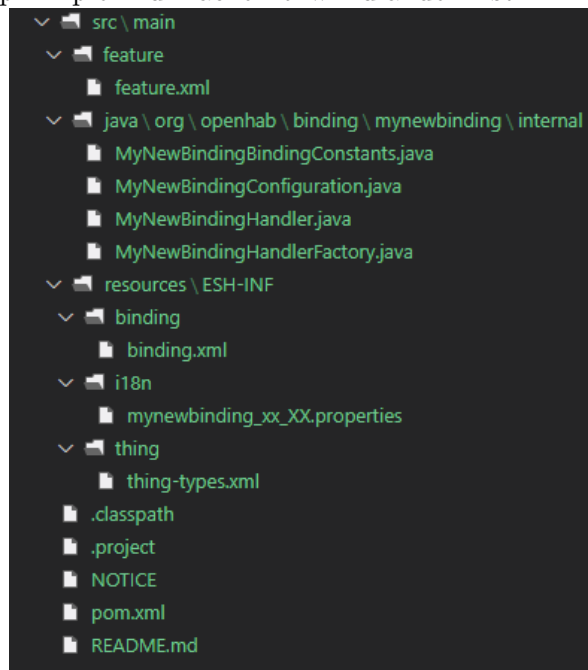 src \ main
feature
feature.xml
java \ org \ openhab \ binding \ mynewbinding \ internal
MyNewBindingBindingConstants.java
MyNewBindingConfiguration.java
MyNewBindingHandler.java
MyNewBindingHandlerFactory.java
resources \ ESH-INF
binding
binding.xml
i18n
mynewbinding_xx_XX.properties
thing
thing-types.xml
.classpath
.project
NOTICE
pom.xml
README.md